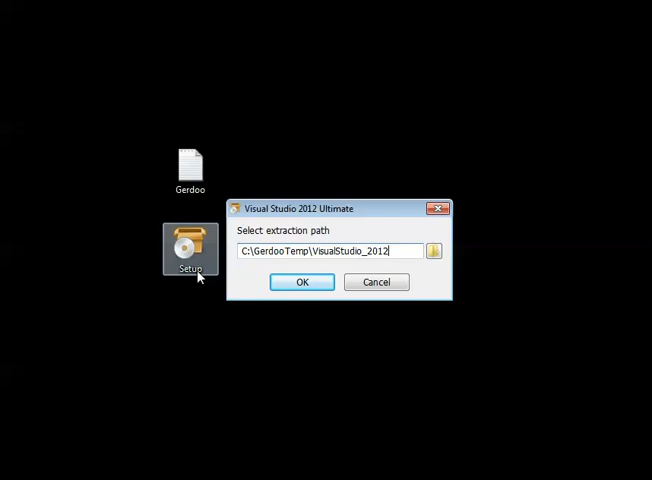 Gerdoo
Visual Studio 2012 Ultimate
Select extraction path
C:\GerdooTemp\VisualStudio_2012
Setup
OK
Cancel